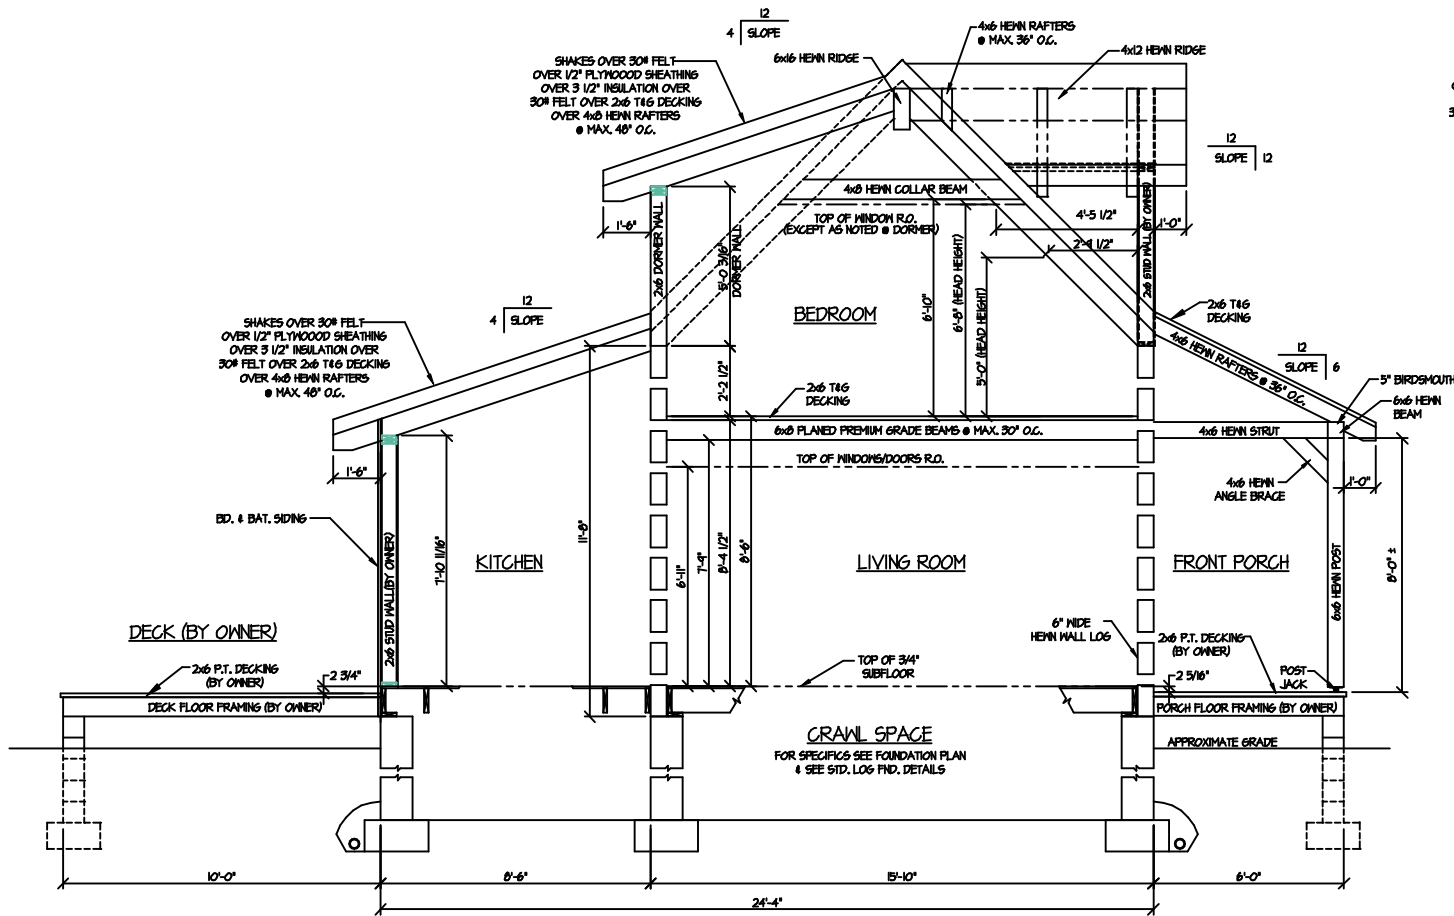 12
4 SLOPE
4x6 HEWN RAFTERS
@ MAX. 36" O.C.
6x16 HEWN RIDGE
4x12 HEWN RIDGE
SHAKES OVER 30# FELT
OVER 1/2" PLYWOOOD SHEATHING
OVER 3 1/2" INSULATION OVER
30# FELT OVER 2x6 T&G DECKING
OVER 4x8 HEWN RAFTERS
@ MAX. 48" O.C.
12
SLOPE 12
4x8 HEWN COLLAR BEAM
TOP OF WINDOW R.O.
(EXCEPT AS NOTED @ DORMER)
1'-6"
2x6 DORMER WALL
5'-0 3/16"
DORMER WALL
4'-5 1/2"
1'-0"
2x6 STUD WALL (BY OWNER)
6'-10"
6'-8" (HEAD HEIGHT)
5'-0" (HEAD HEIGHT)
BEDROOM
12
4 SLOPE
2x6 T&G
DECKING
SHAKES OVER 30# FELT
OVER 1/2" PLYWOOOD SHEATHING
OVER 3 1/2" INSULATION OVER
30# FELT OVER 2x6 T&G DECKING
OVER 4x6 HEWN RAFTERS
@ MAX. 48" O.C.
4x6 HEWN RAFTERS @ 36" O.C.
12
SLOPE 6
5" BIRDSMOUTH
6x6 HEWN
BEAM
2'-2 1/2"
2x6 T&G
DECKING
6x8 PLANED PREMIUM GRADE BEAMS @ MAX. 30" O.C.
4x6 HEWN STRUT
TOP OF WINDOWS/DOORS R.O.
1'-6"
4x6 HEWN
ANGLE BRACE
1'-0"
BD. & BAT. SIDING
2x6 STUD WALL(BY OWNER)
7'-10 11/16"
11'-8"
6'-11"
7'-9"
8'-4 1/2"
8'-6"
8'-0" ±
KITCHEN
LIVING ROOM
FRONT PORCH
6x6 HEWN POST
DECK (BY OWNER)
6" WIDE
HEWN WALL LOG
2x6 P.T. DECKING
(BY OWNER)
2 3/4"
TOP OF 3/4"
SUBFLOOR
2x6 P.T. DECKING
(BY OWNER)
2 5/16"
POST
JACK
DECK FLOOR FRAMING (BY OWNER)
PORCH FLOOR FRAMING (BY OWNER)
CRAWL SPACE
FOR SPECIFICS SEE FOUNDATION PLAN
& SEE STD. LOG FND. DETAILS
APPROXIMATE GRADE
10'-0"
8'-6"
15'-10"
6'-0"
24'-4"